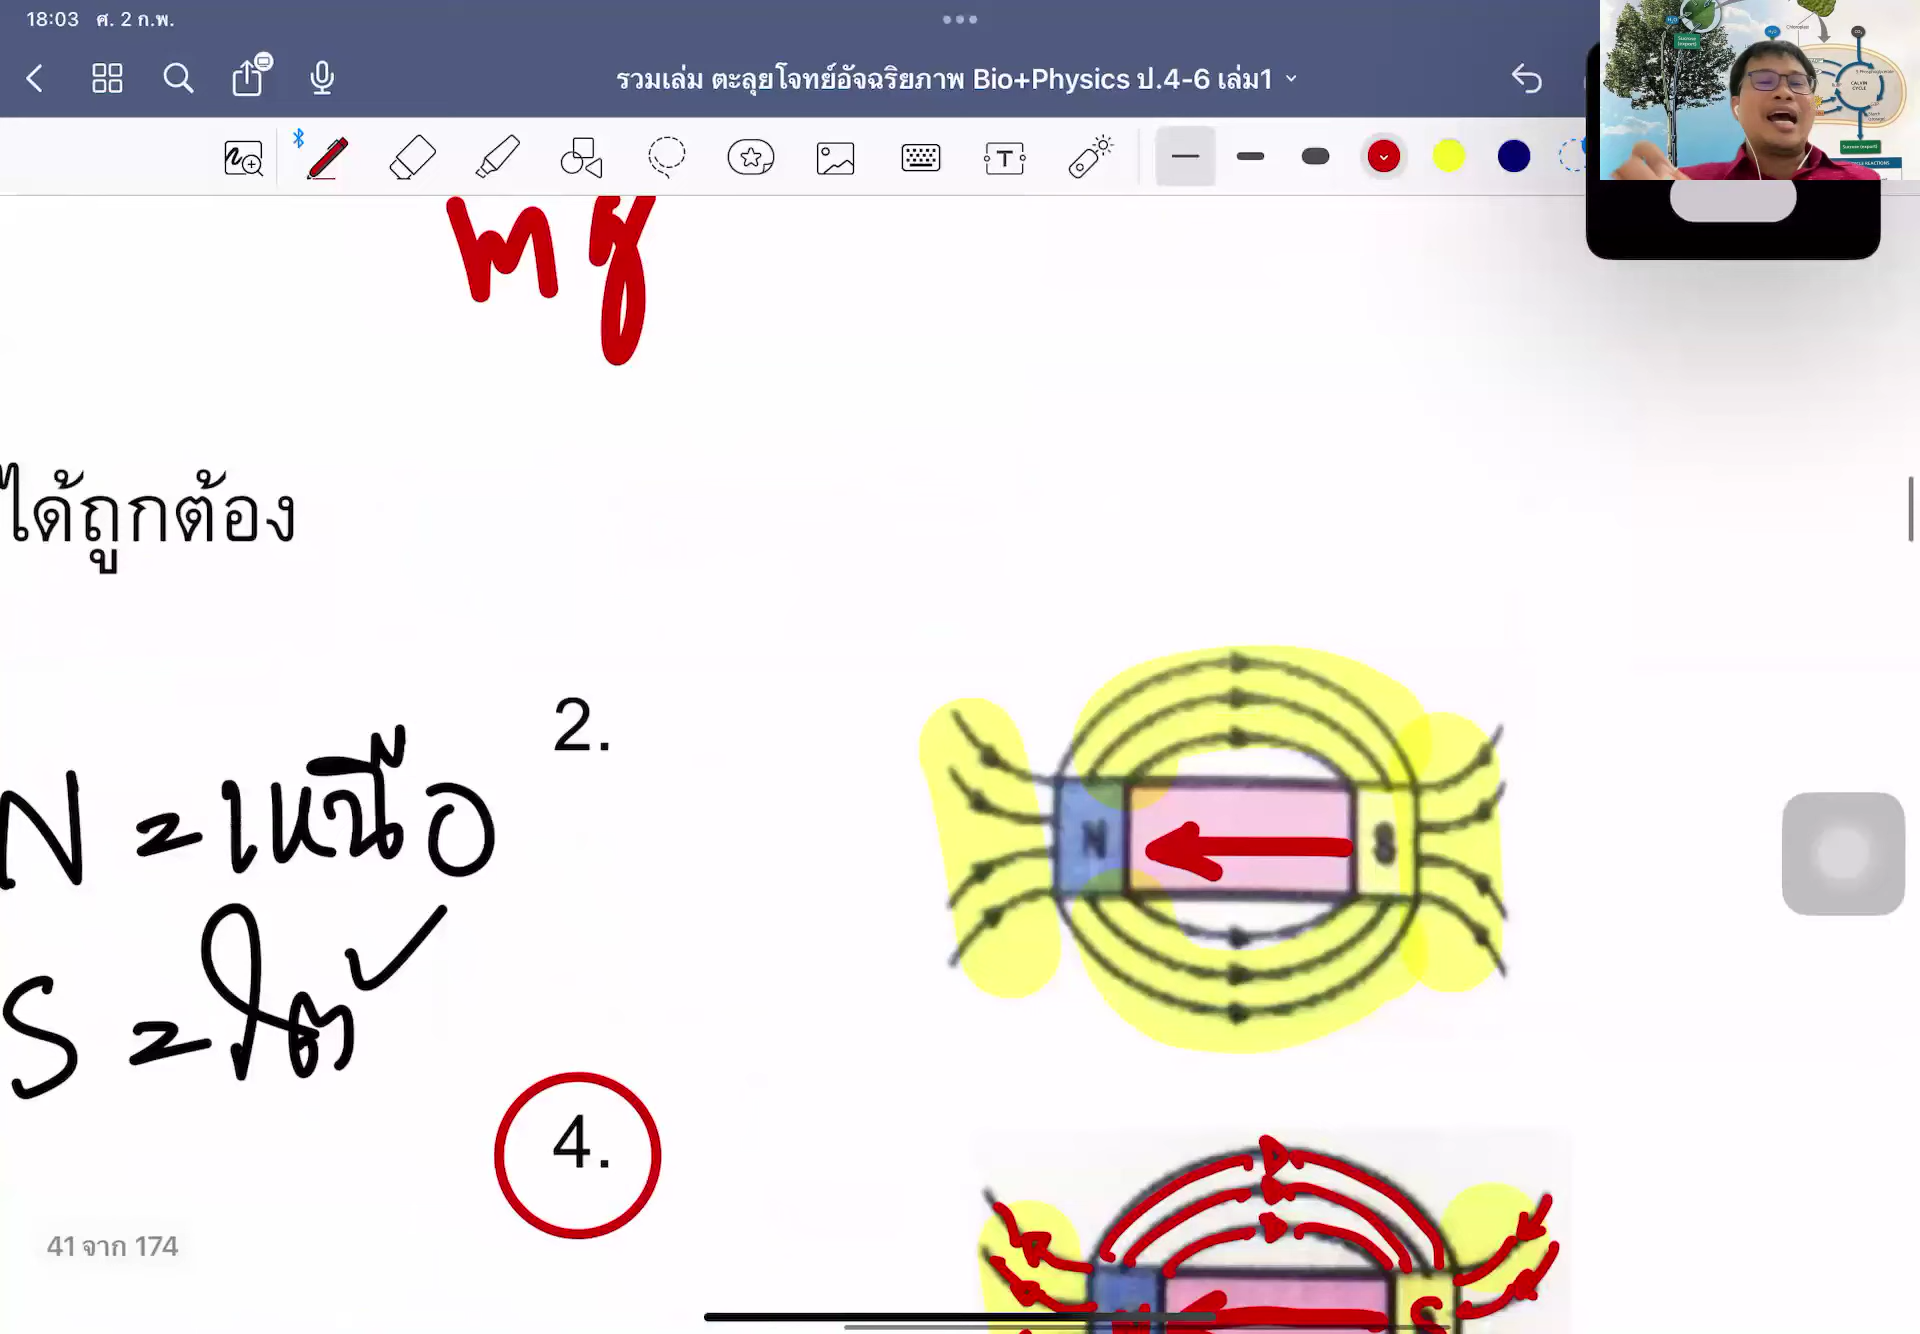 18:03 ศ. 2 ก.พ.
รวมเล่ม ตะลุยโจทย์อัจฉริยภาพ Bio+Physics ป.4-6 เล่ม1
T
CALVIN CYCLE
mg
ได้ถูกต้อง
2.
N = เหนือ
N S
S = ใต้
4.
S
41 จาก 174